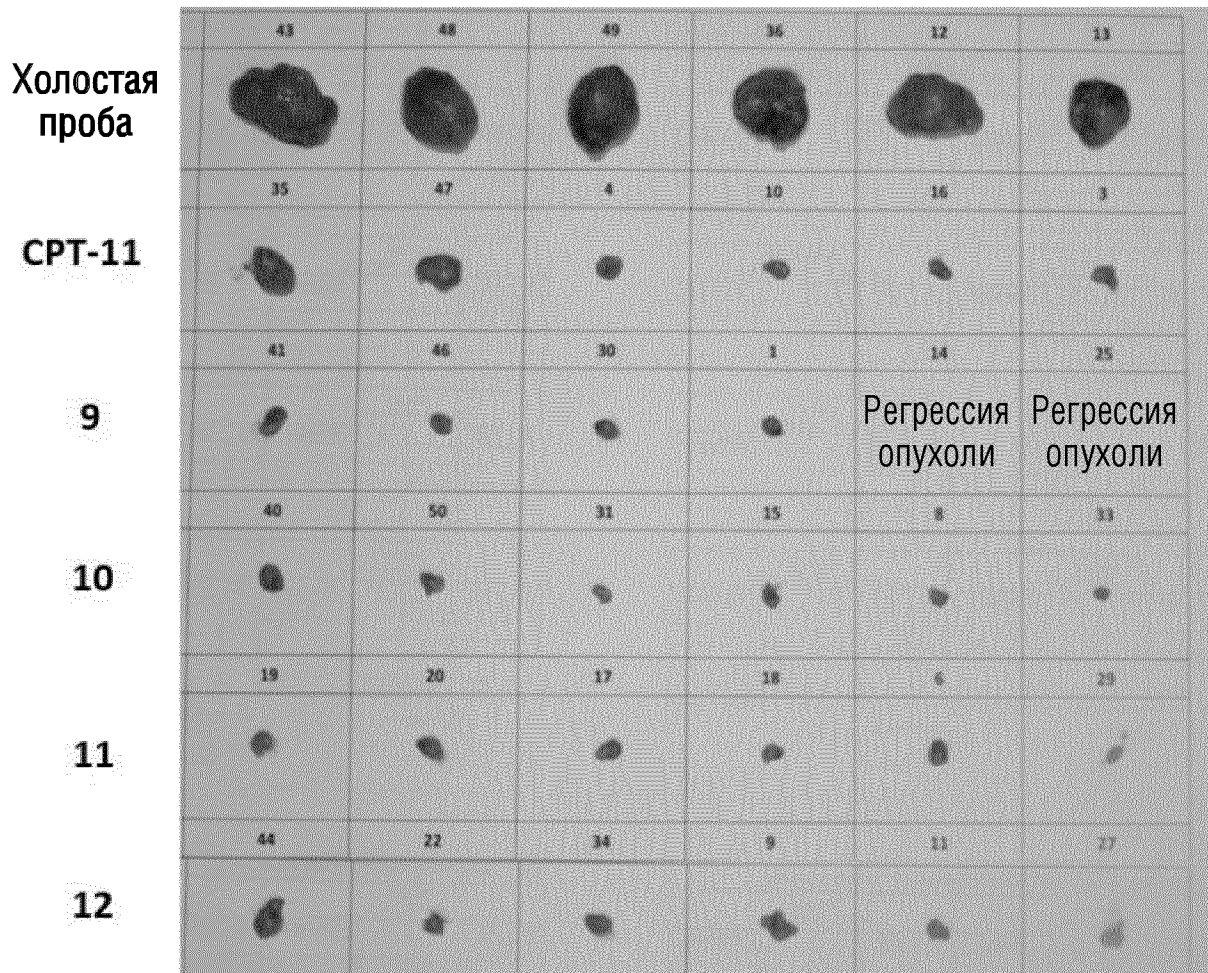 43 48 49 36 12 13
Холостая
проба
35 47 4 10 16 3
CPT-11
41 46 30 1 14 25
9
Регрессия Регрессия
опухоли опухоли
40 50 31 15 8 33
10
19 20 17 18 6 29
11
44 22 34 9 11 27
12